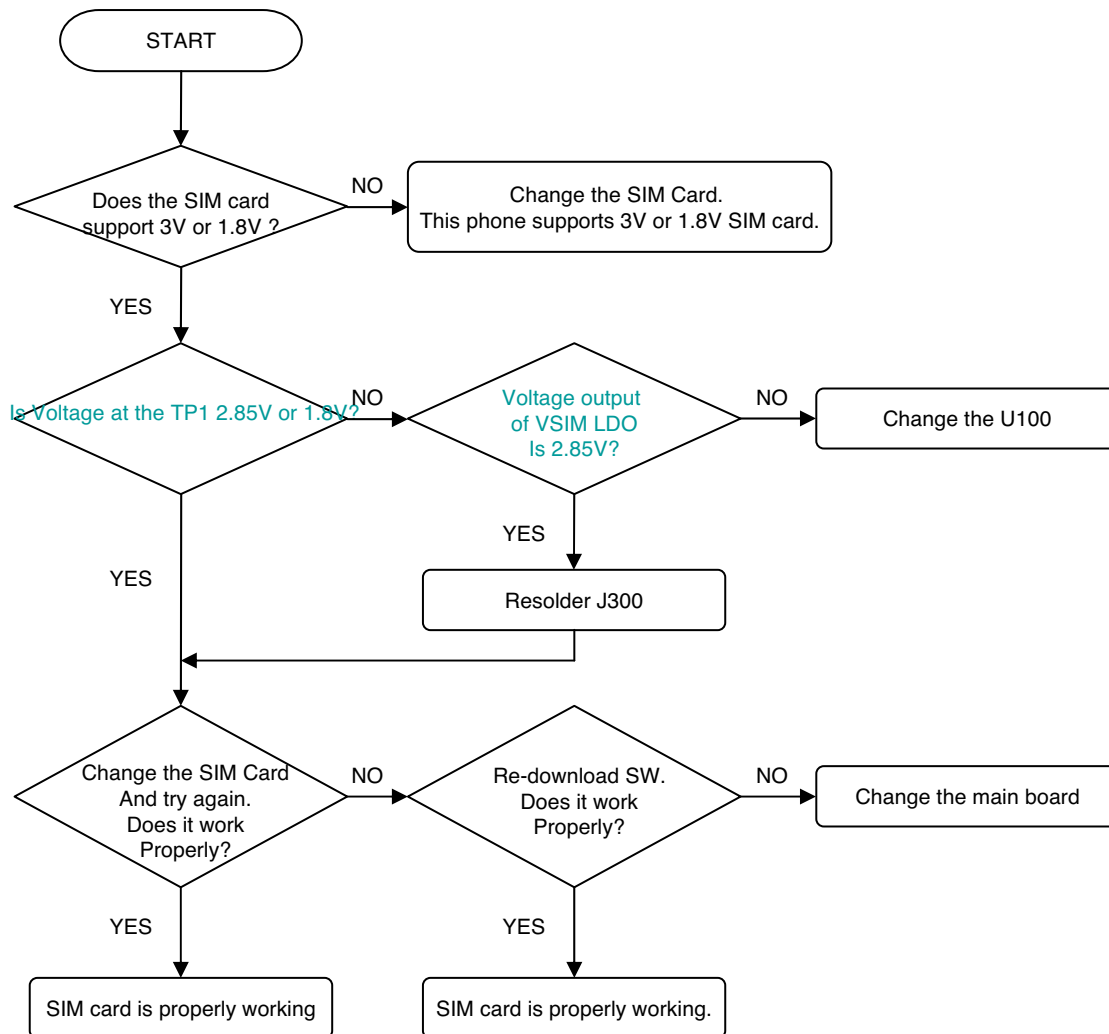 START
Does the SIM card
support 3V or 1.8V ?
NO
Change the SIM Card.
This phone supports 3V or 1.8V SIM card.
YES
Is Voltage at the TP1 2.85V or 1.8V?
NO
Voltage output
of VSIM LDO
Is 2.85V?
NO
Change the U100
YES
YES
Resolder J300
Change the SIM Card
And try again.
Does it work
Properly?
NO
Re-download SW.
Does it work
Properly?
NO
Change the main board
YES
YES
SIM card is properly working
SIM card is properly working.